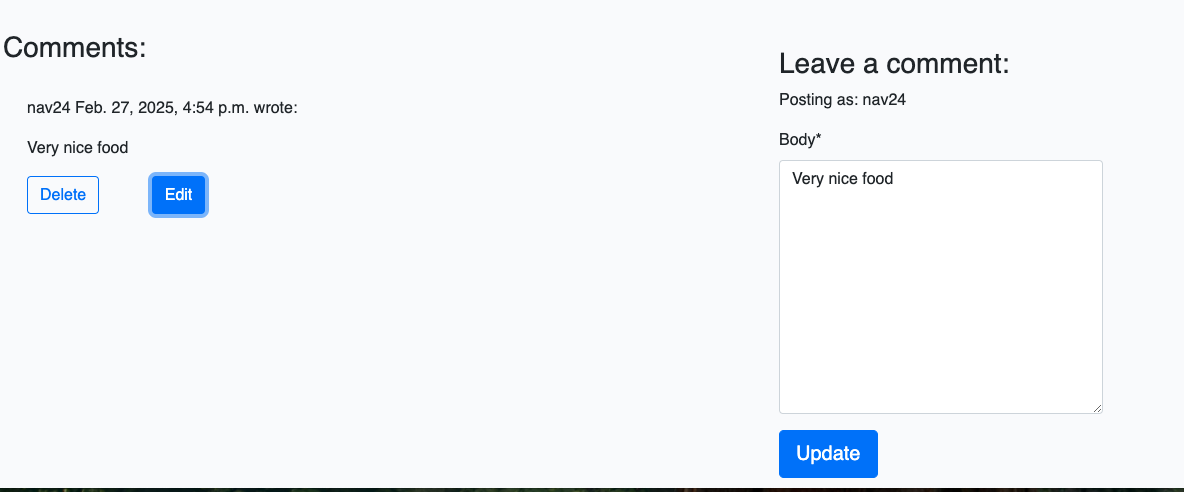 Comments:
nav24 Feb. 27, 2025, 4:54 p.m. wrote:
Very nice food
Delete
Edit
Leave a comment:
Posting as: nav24
Body*
Very nice food
Update